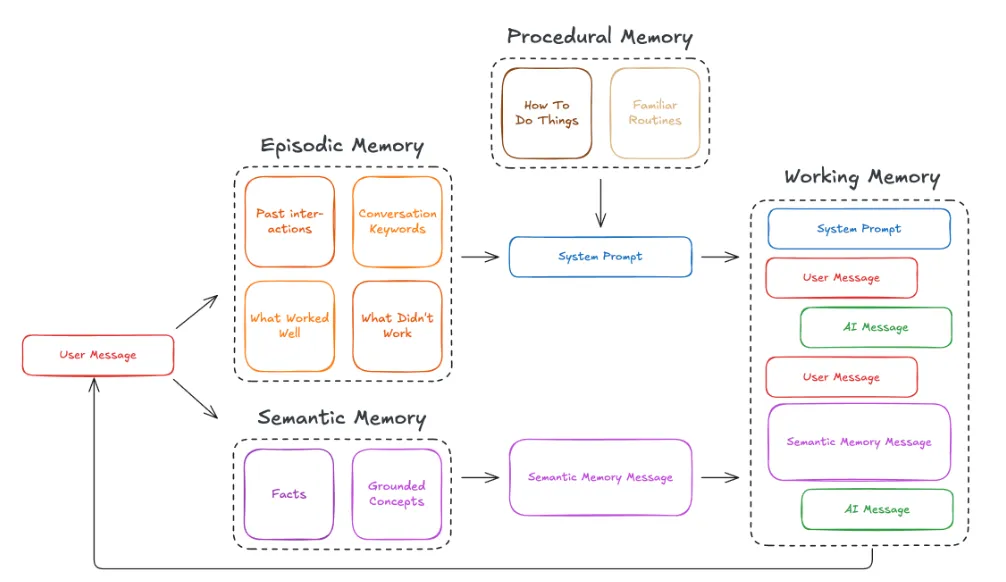 Procedural Memory
How To
Do Things
Familiar
Routines
Episodic Memory
Past inter-
actions
Conversation
Keywords
What Worked
Well
What Didn't
Work
System Prompt
Working Memory
System Prompt
User Message
AI Message
User Message
Semantic Memory Message
AI Message
User Message
Semantic Memory
Facts
Grounded
Concepts
Semantic Memory Message